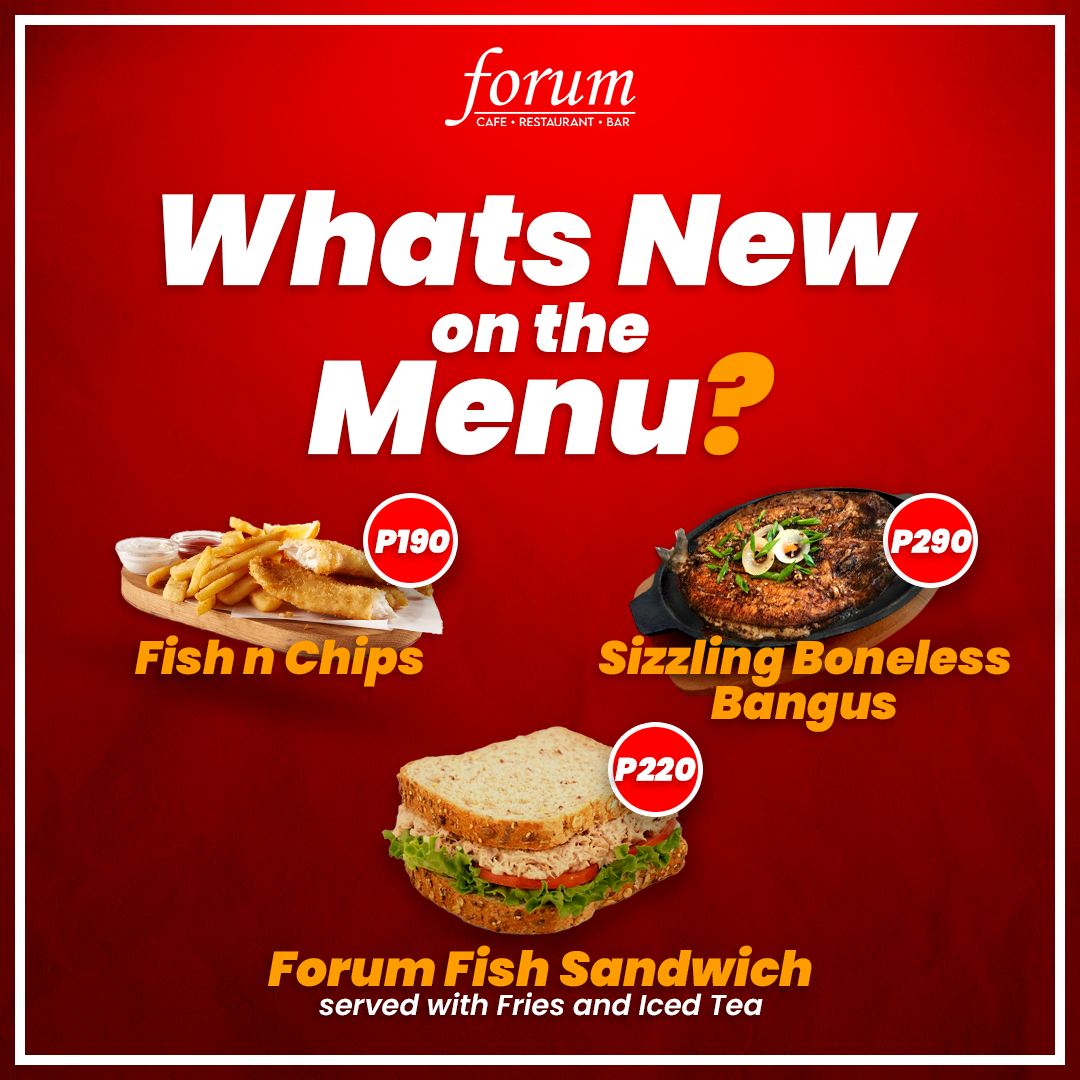 forum
CAFE • RESTAURANT • BAR
Whats New
on the
Menu?
P190
P290
Fish n Chips
Sizzling Boneless
Bangus
P220
Forum Fish Sandwich
served with Fries and Iced Tea